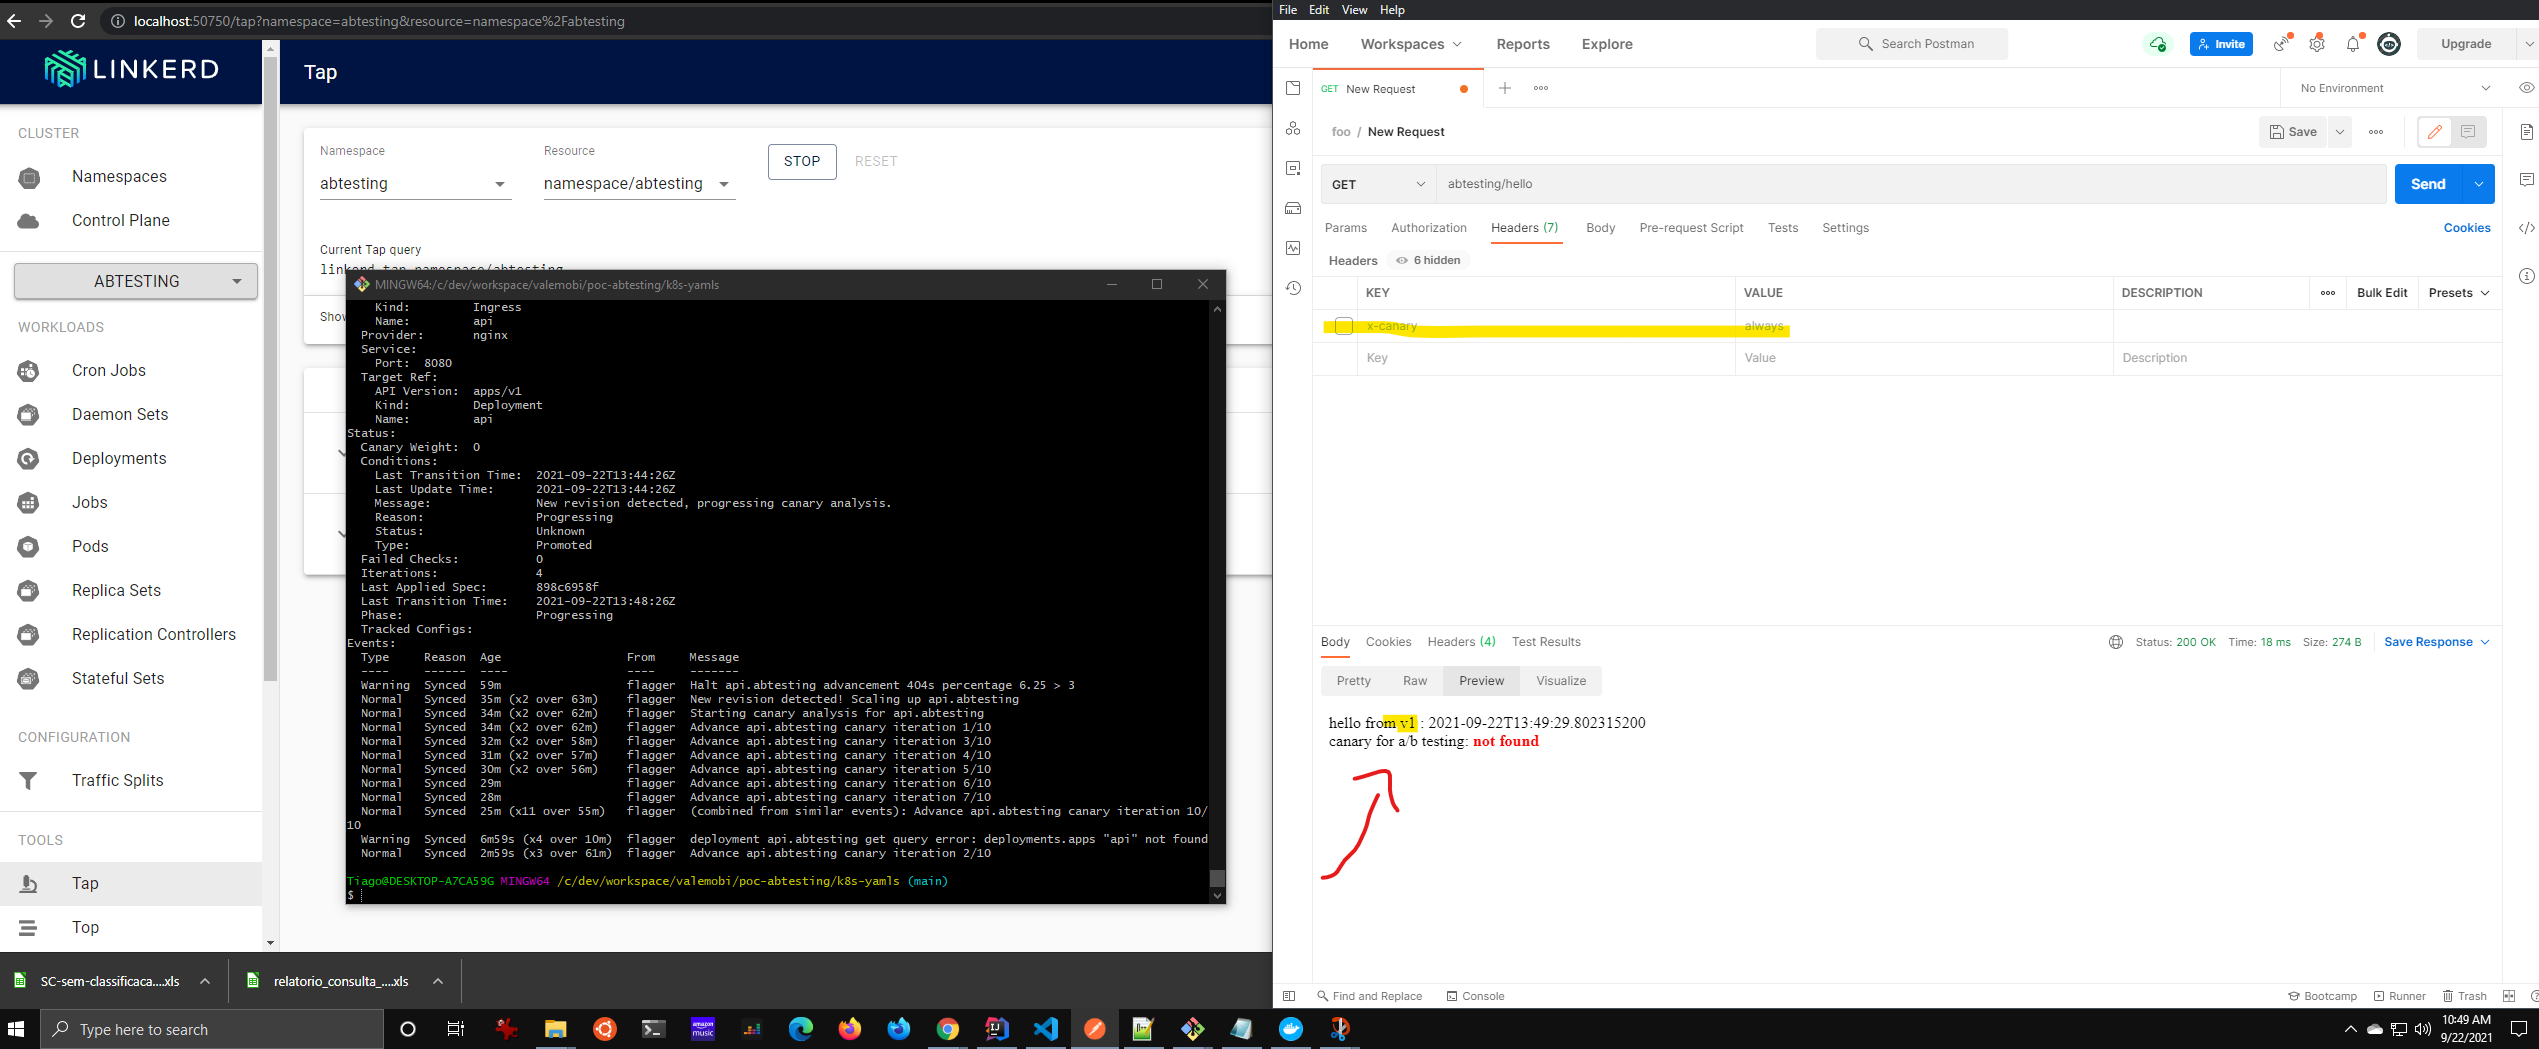 localhost:50750/tap?namespace=abtesting&resource=namespace%2Fabtesting
LINKERD
Tap
CLUSTER
Namespaces
Control Plane
ABTESTING
WORKLOADS
Cron Jobs
Daemon Sets
Deployments
Jobs
Pods
Replica Sets
Replication Controllers
Stateful Sets
CONFIGURATION
Traffic Splits
TOOLS
Tap
Top
Namespace
abtesting
Resource
namespace/abtesting
STOP
RESET
Current Tap query
linkerd tap namespace/abtesting
Show
MINGW64:/c/dev/workspace/valemobi/poc-abtesting/k8s-yamls
Kind: Ingress
Name: api
Provider: nginx
Service:
Port: 8080
Target Ref:
API Version: apps/v1
Kind: Deployment
Name: api
Status:
Canary Weight: 0
Conditions:
Last Transition Time: 2021-09-22T13:44:26Z
Last Update Time: 2021-09-22T13:44:26Z
Message: New revision detected, progressing canary analysis.
Reason: Progressing
Status: Unknown
Type: Promoted
Failed Checks: 0
Iterations: 4
Last Applied Spec: 898c6958f
Last Transition Time: 2021-09-22T13:48:26Z
Phase: Progressing
Tracked Configs:
Events:
Type Reason Age From Message
---- ------ ---- ---- -------
Warning Synced 59m flagger Halt api.abtesting advancement 404s percentage 6.25 > 3
Normal Synced 35m (x2 over 63m) flagger New revision detected! Scaling up api.abtesting
Normal Synced 34m (x2 over 62m) flagger Starting canary analysis for api.abtesting
Normal Synced 34m (x2 over 62m) flagger Advance api.abtesting canary iteration 1/10
Normal Synced 32m (x2 over 58m) flagger Advance api.abtesting canary iteration 3/10
Normal Synced 31m (x2 over 57m) flagger Advance api.abtesting canary iteration 4/10
Normal Synced 30m (x2 over 56m) flagger Advance api.abtesting canary iteration 5/10
Normal Synced 29m flagger Advance api.abtesting canary iteration 6/10
Normal Synced 28m flagger Advance api.abtesting canary iteration 7/10
Normal Synced 25m (x11 over 55m) flagger (combined from similar events): Advance api.abtesting canary iteration 10/
10
Warning Synced 6m59s (x4 over 10m) flagger deployment api.abtesting get query error: deployments.apps "api" not found
Normal Synced 2m59s (x3 over 61m) flagger Advance api.abtesting canary iteration 2/10
Tiago@DESKTOP-A7CA59G MINGW64 /c/dev/workspace/valemobi/poc-abtesting/k8s-yamls (main)
$
File Edit View Help
Home Workspaces Reports Explore
Search Postman
Invite
Upgrade
GET New Request
No Environment
foo / New Request
Save
GET
abtesting/hello
Send
Params Authorization Headers (7) Body Pre-request Script Tests Settings
Cookies
Headers 6 hidden
KEY VALUE DESCRIPTION
Bulk Edit Presets
x-canary always
Key Value Description
Body Cookies Headers (4) Test Results
Status: 200 OK Time: 18 ms Size: 274 B Save Response
Pretty Raw Preview Visualize
hello from v1 : 2021-09-22T13:49:29.802315200
canary for a/b testing: not found
Find and Replace Console
Bootcamp Runner Trash
SC-sem-classificaca....xls
relatorio_consulta_....xls
Type here to search
amazon music
10:49 AM
9/22/2021